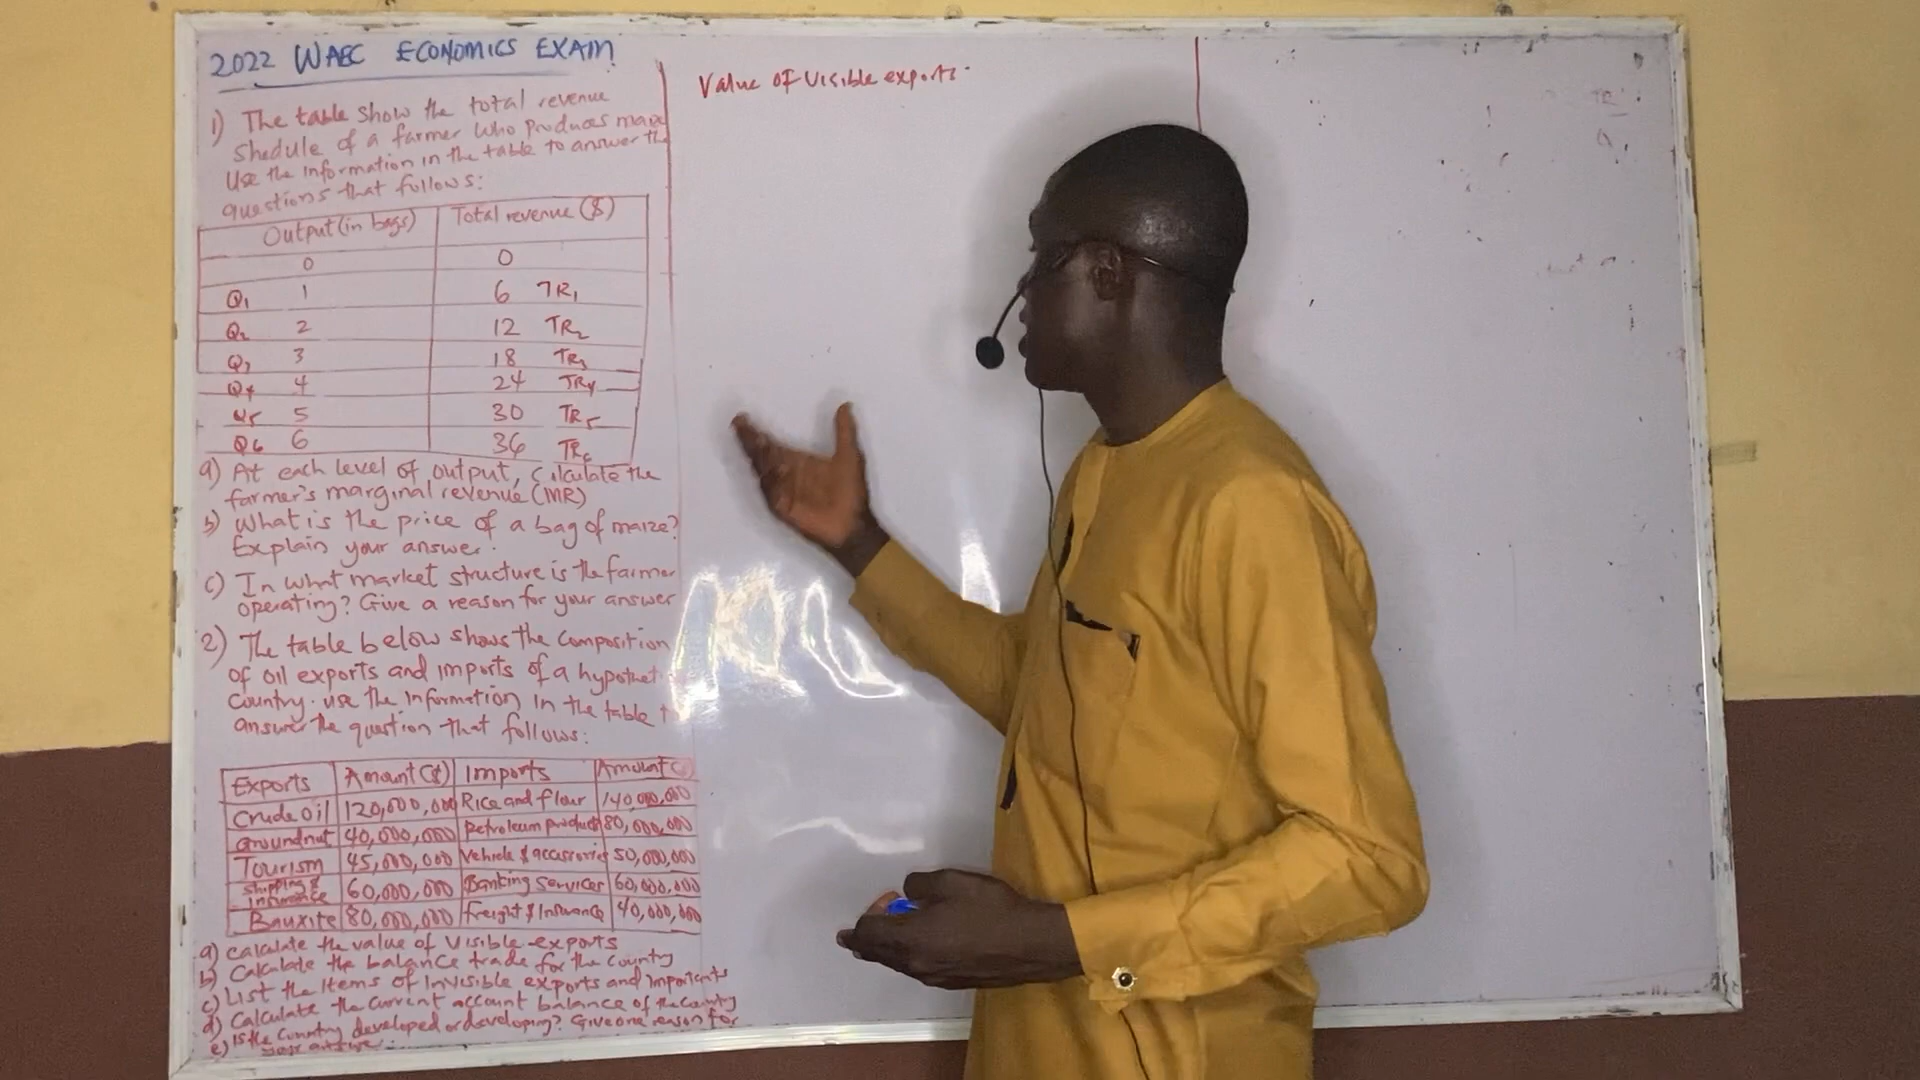 2022 WAEC ECONOMICS EXAM
1) The table show the total revenue
Shedule of a farmer who produces maize
Use the information in the table to answer the
questions that follows:
Output (in bags) Total revenue ($)
0 0
Q1 1 6 TR1
Q2 2 12 TR2
Q3 3 18 TR3
Q4 4 24 TR4
Q5 5 30 TR5
Q6 6 36 TR6
a) At each level of output, calculate the
farmer's marginal revenue (MR)
b) What is the price of a bag of maize?
Explain your answer.
c) In what market structure is the farmer
operating? Give a reason for your answer
2) The table below shows the composition
of oil exports and imports of a hypothet
Country. use the information in the table t
answer the question that follows:
Exports Amount ($) Imports Amount ($)
Crude oil 120,000,000 Rice and flour 140,000,000
Groundnut 40,000,000 Petroleum product 80,000,000
Tourism 45,000,000 Vehicle & accessories 50,000,000
Shipping & insurance 60,000,000 Banking services 60,000,000
Bauxite 80,000,000 Freight & Insurance 40,000,000
a) Calculate the value of visible exports
b) Calculate the balance trade for the country
c) List the items of invisible exports and
d) Calculate the current account balance of the country
e) Is the Country developed or developing? Give one reason for
your answer.
Value of visible exports.